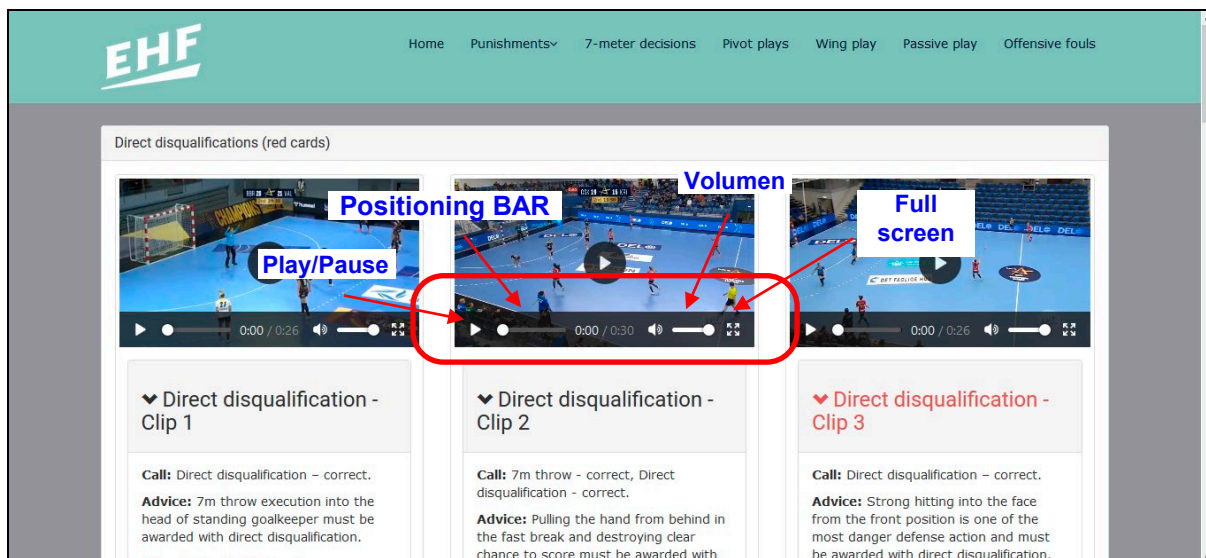 EHF
Home Punishments 7-meter decisions Pivot plays Wing play Passive play Offensive fouls
Direct disqualifications (red cards)
Positioning BAR
Volumen
Full
screen
Play/Pause
DEL
CHAMPIONS
0:00 / 0:26
0:00 / 0:30
0:00 / 0:26
Direct disqualification -
Clip 1
Call: Direct disqualification – correct.
Advice: 7m throw execution into the
head of standing goalkeeper must be
awarded with direct disqualification.
Direct disqualification -
Clip 2
Call: 7m throw - correct, Direct
disqualification - correct.
Advice: Pulling the hand from behind in
the fast break and destroying clear
chance to score must be awarded with
Direct disqualification -
Clip 3
Call: Direct disqualification – correct.
Advice: Strong hitting into the face
from the front position is one of the
most danger defense action and must
be awarded with direct disqualification.